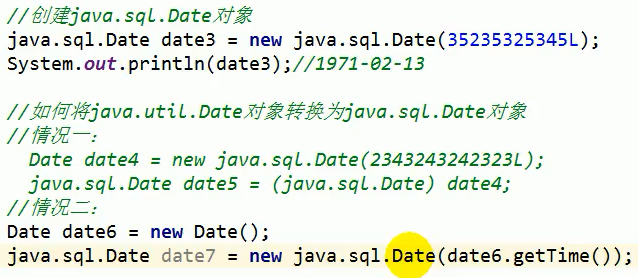 //创建java.sql.Date对象
java.sql.Date date3 = new java.sql.Date(35235325345L);
System.out.println(date3);//1971-02-13
//如何将java.util.Date对象转换为java.sql.Date对象
//情况一：
Date date4 = new java.sql.Date(2343243242323L);
java.sql.Date date5 = (java.sql.Date) date4;
//情况二：
Date date6 = new Date();
java.sql.Date date7 = new java.sql.Date(date6.getTime());